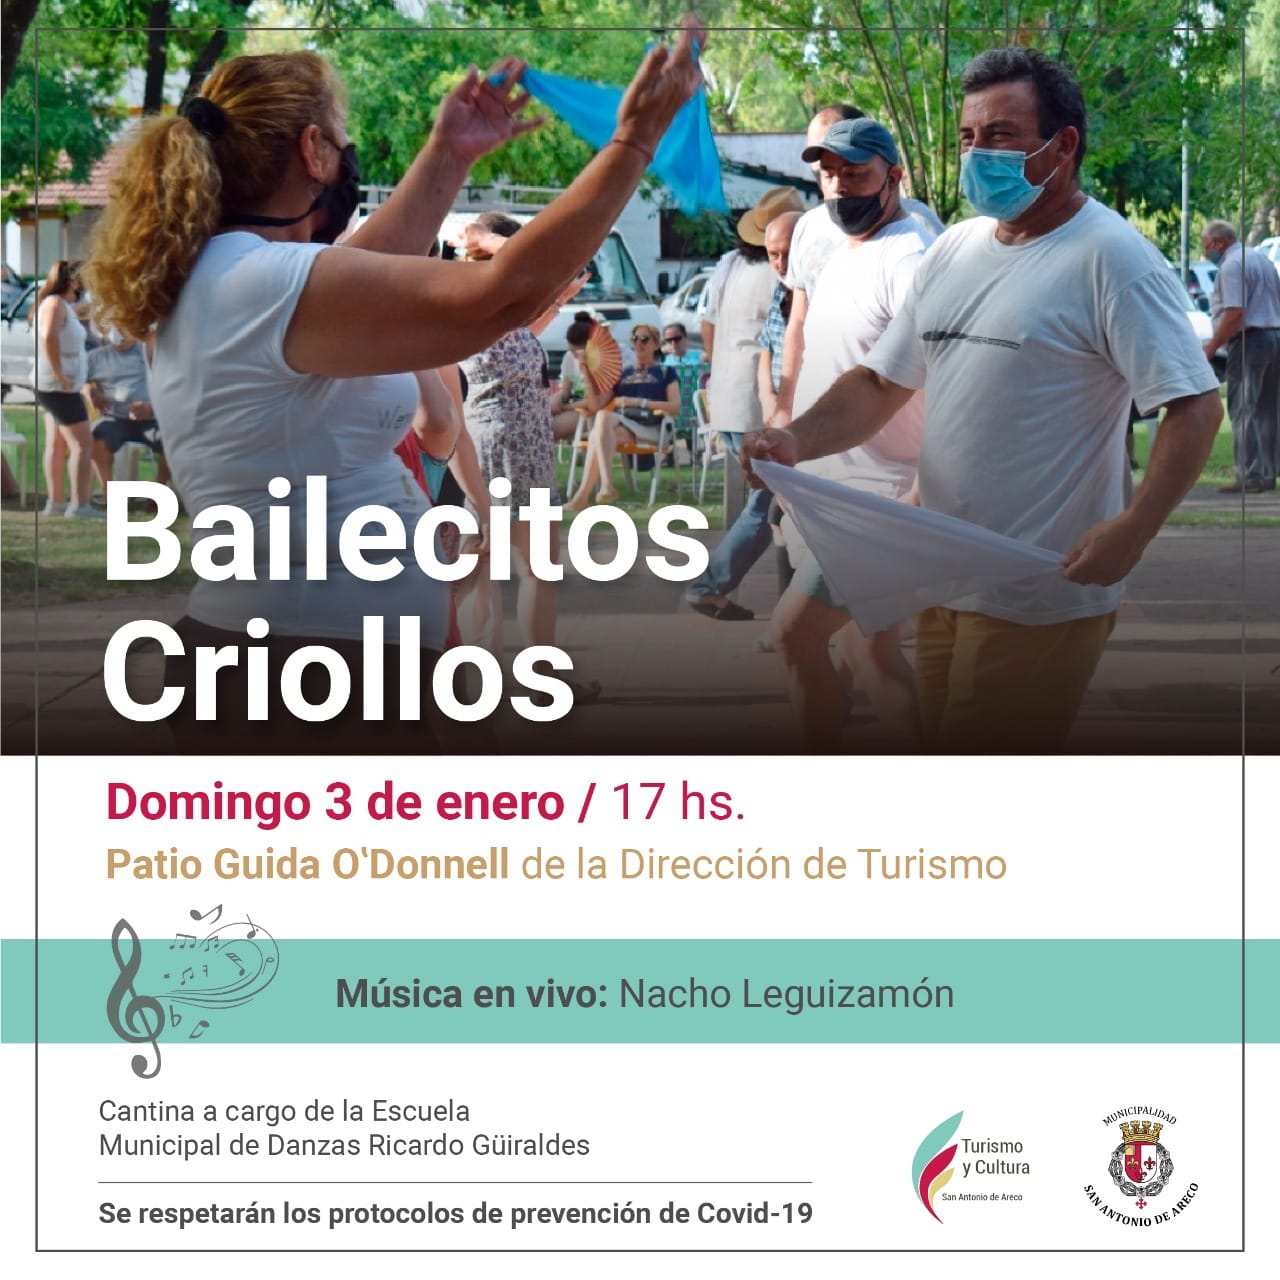 Bailecitos
Criollos
Domingo 3 de enero / 17 hs.
Patio Guida O‛Donnell de la Dirección de Turismo
Música en vivo: Nacho Leguizamón
Cantina a cargo de la Escuela
Municipal de Danzas Ricardo Güiraldes
Se respetarán los protocolos de prevención de Covid-19
Turismo
y Cultura
San Antonio de Areco
MUNICIPALIDAD
SAN ANTONIO DE ARECO